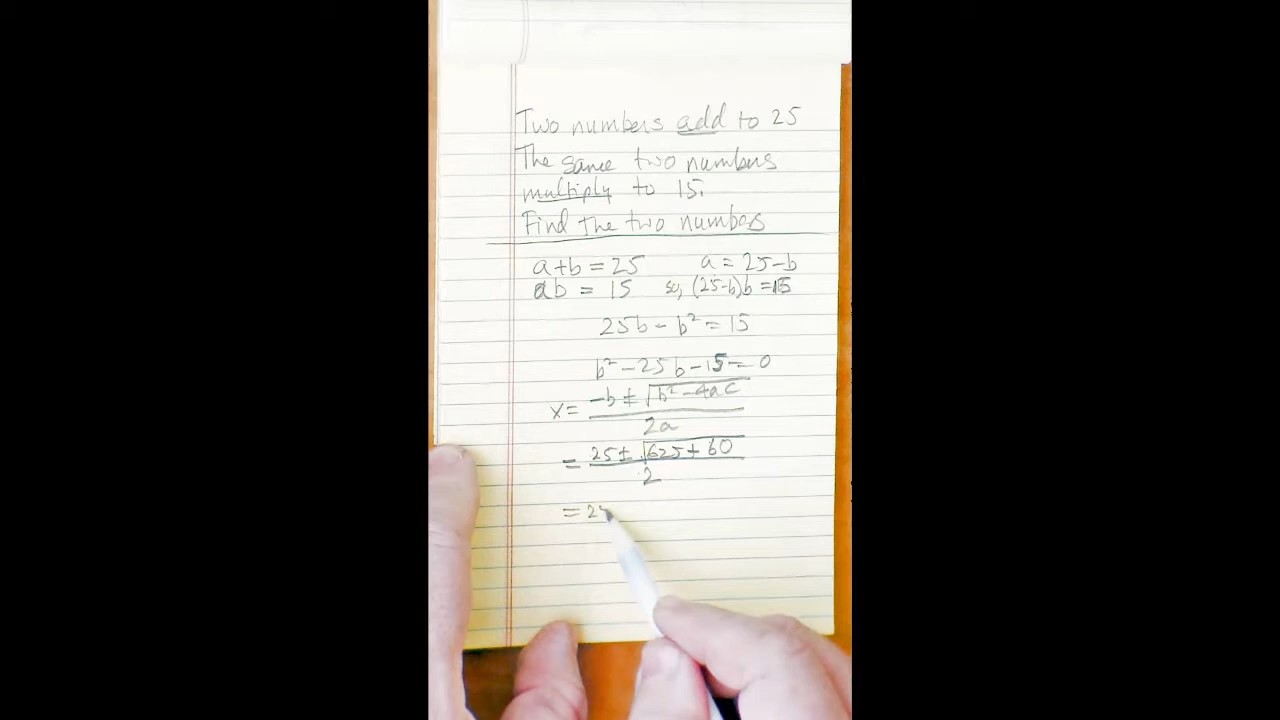 Two numbers add to 25
The same two numbers
multiply to 15.
Find the two numbers
a+b=25 a=25-b
ab = 15 so, (25-b)b=15
25b - b² = 15
b² - 25b - 15 = 0
x = (-b ± √(b² - 4ac)) / 2a
= (25 ± √(625 + 60)) / 2
= 2